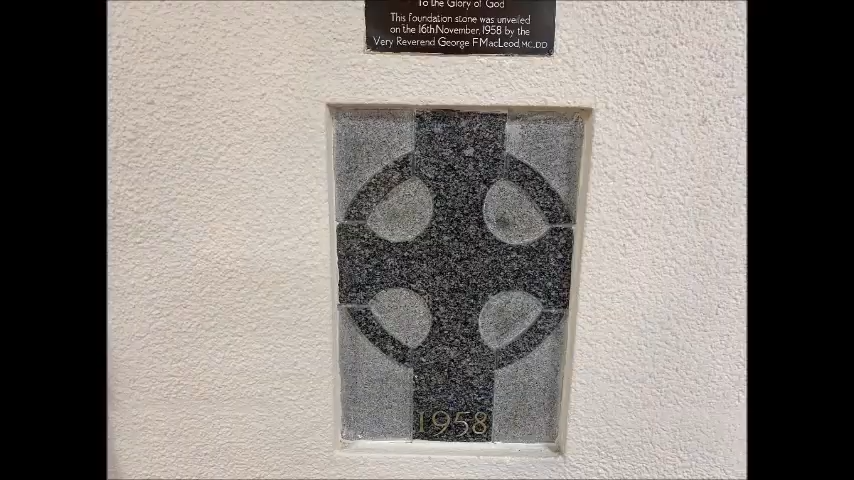 To the Glory of God
This foundation stone was unveiled
on the 16th November, 1958 by the
Very Reverend George F MacLeod, MC, DD
1958